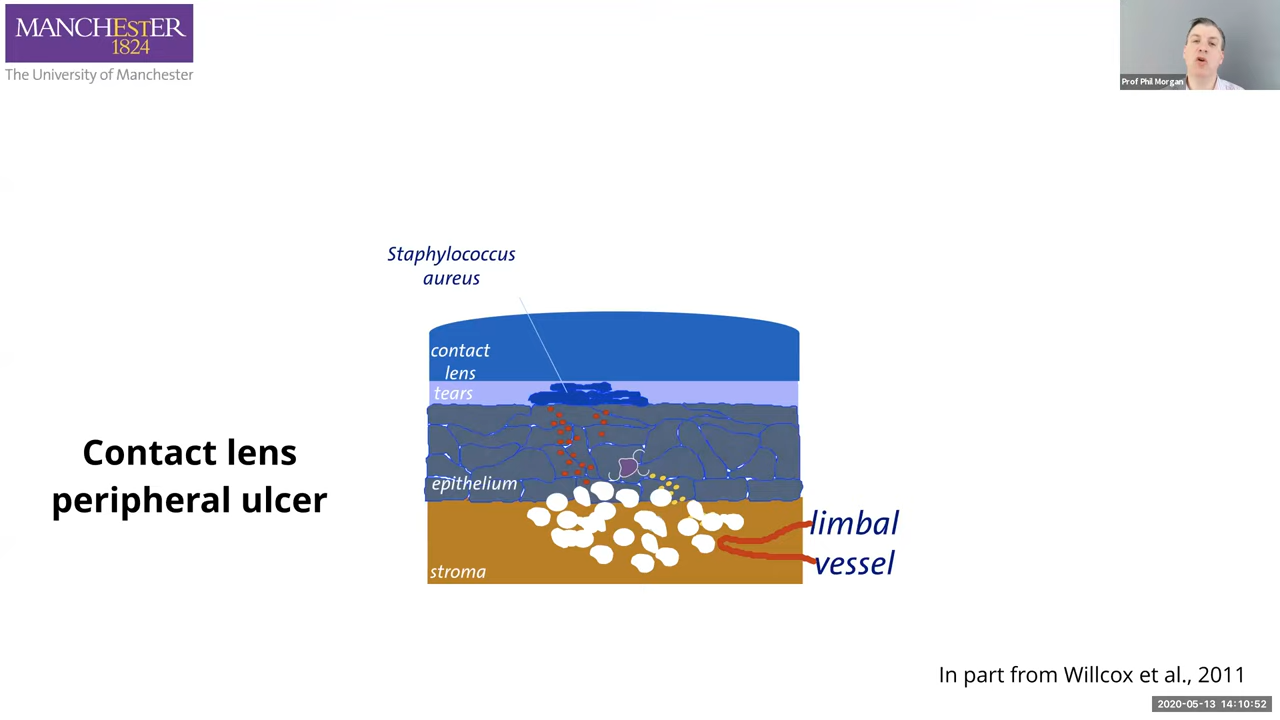 MANCHESTER
1824
The University of Manchester
Prof Phil Morgan
Staphylococcus
aureus
contact
lens
tears
epithelium
stroma
limbal
vessel
Contact lens
peripheral ulcer
In part from Willcox et al., 2011
2020-05-13 14:10:52